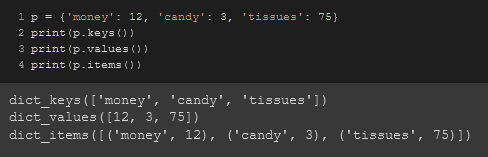 1 p = {'money': 12, 'candy': 3, 'tissues': 75}
2 print(p.keys())
3 print(p.values())
4 print(p.items())
dict_keys(['money', 'candy', 'tissues'])
dict_values([12, 3, 75])
dict_items([('money', 12), ('candy', 3), ('tissues', 75)])